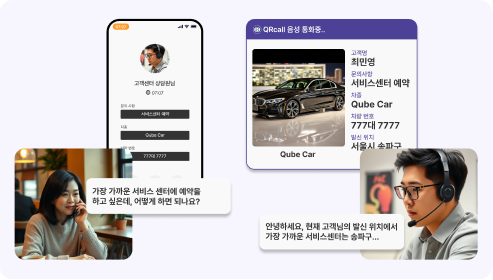 고객센터 상담원님
07:07
문의 사항
서비스센터 예약
차종
Qube Car
777대 7777
가장 가까운 서비스 센터에 예약을
하고 싶은데, 어떻게 하면 되나요?
QRcall 음성 통화중..
고객명
최민영
문의사항
서비스센터 예약
차종
Qube Car
차량 번호
777대 7777
발신 위치
서울시 송파구
Qube Car
안녕하세요, 현재 고객님의 발신 위치에서
가장 가까운 서비스센터는 송파구...